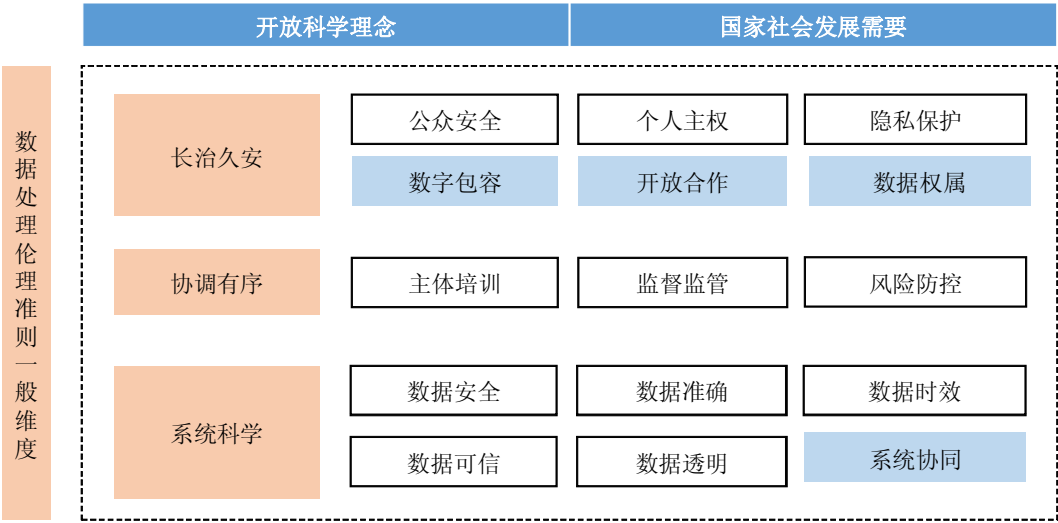 开放科学理念
国家社会发展需要
数据处理伦理准则一般维度
长治久安
公众安全
个人主权
隐私保护
数字包容
开放合作
数据权属
协调有序
主体培训
监督监管
风险防控
系统科学
数据安全
数据准确
数据时效
数据可信
数据透明
系统协同